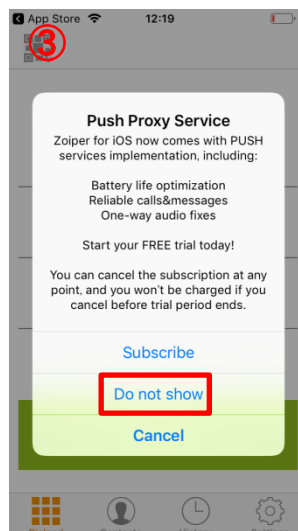 App Store 12:19
③
Push Proxy Service
Zoiper for iOS now comes with PUSH
services implementation, including:
Battery life optimization
Reliable calls&messages
One-way audio fixes
Start your FREE trial today!
You can cancel the subscription at any
point, and you won't be charged if you
cancel before trial period ends.
Subscribe
Do not show
Cancel